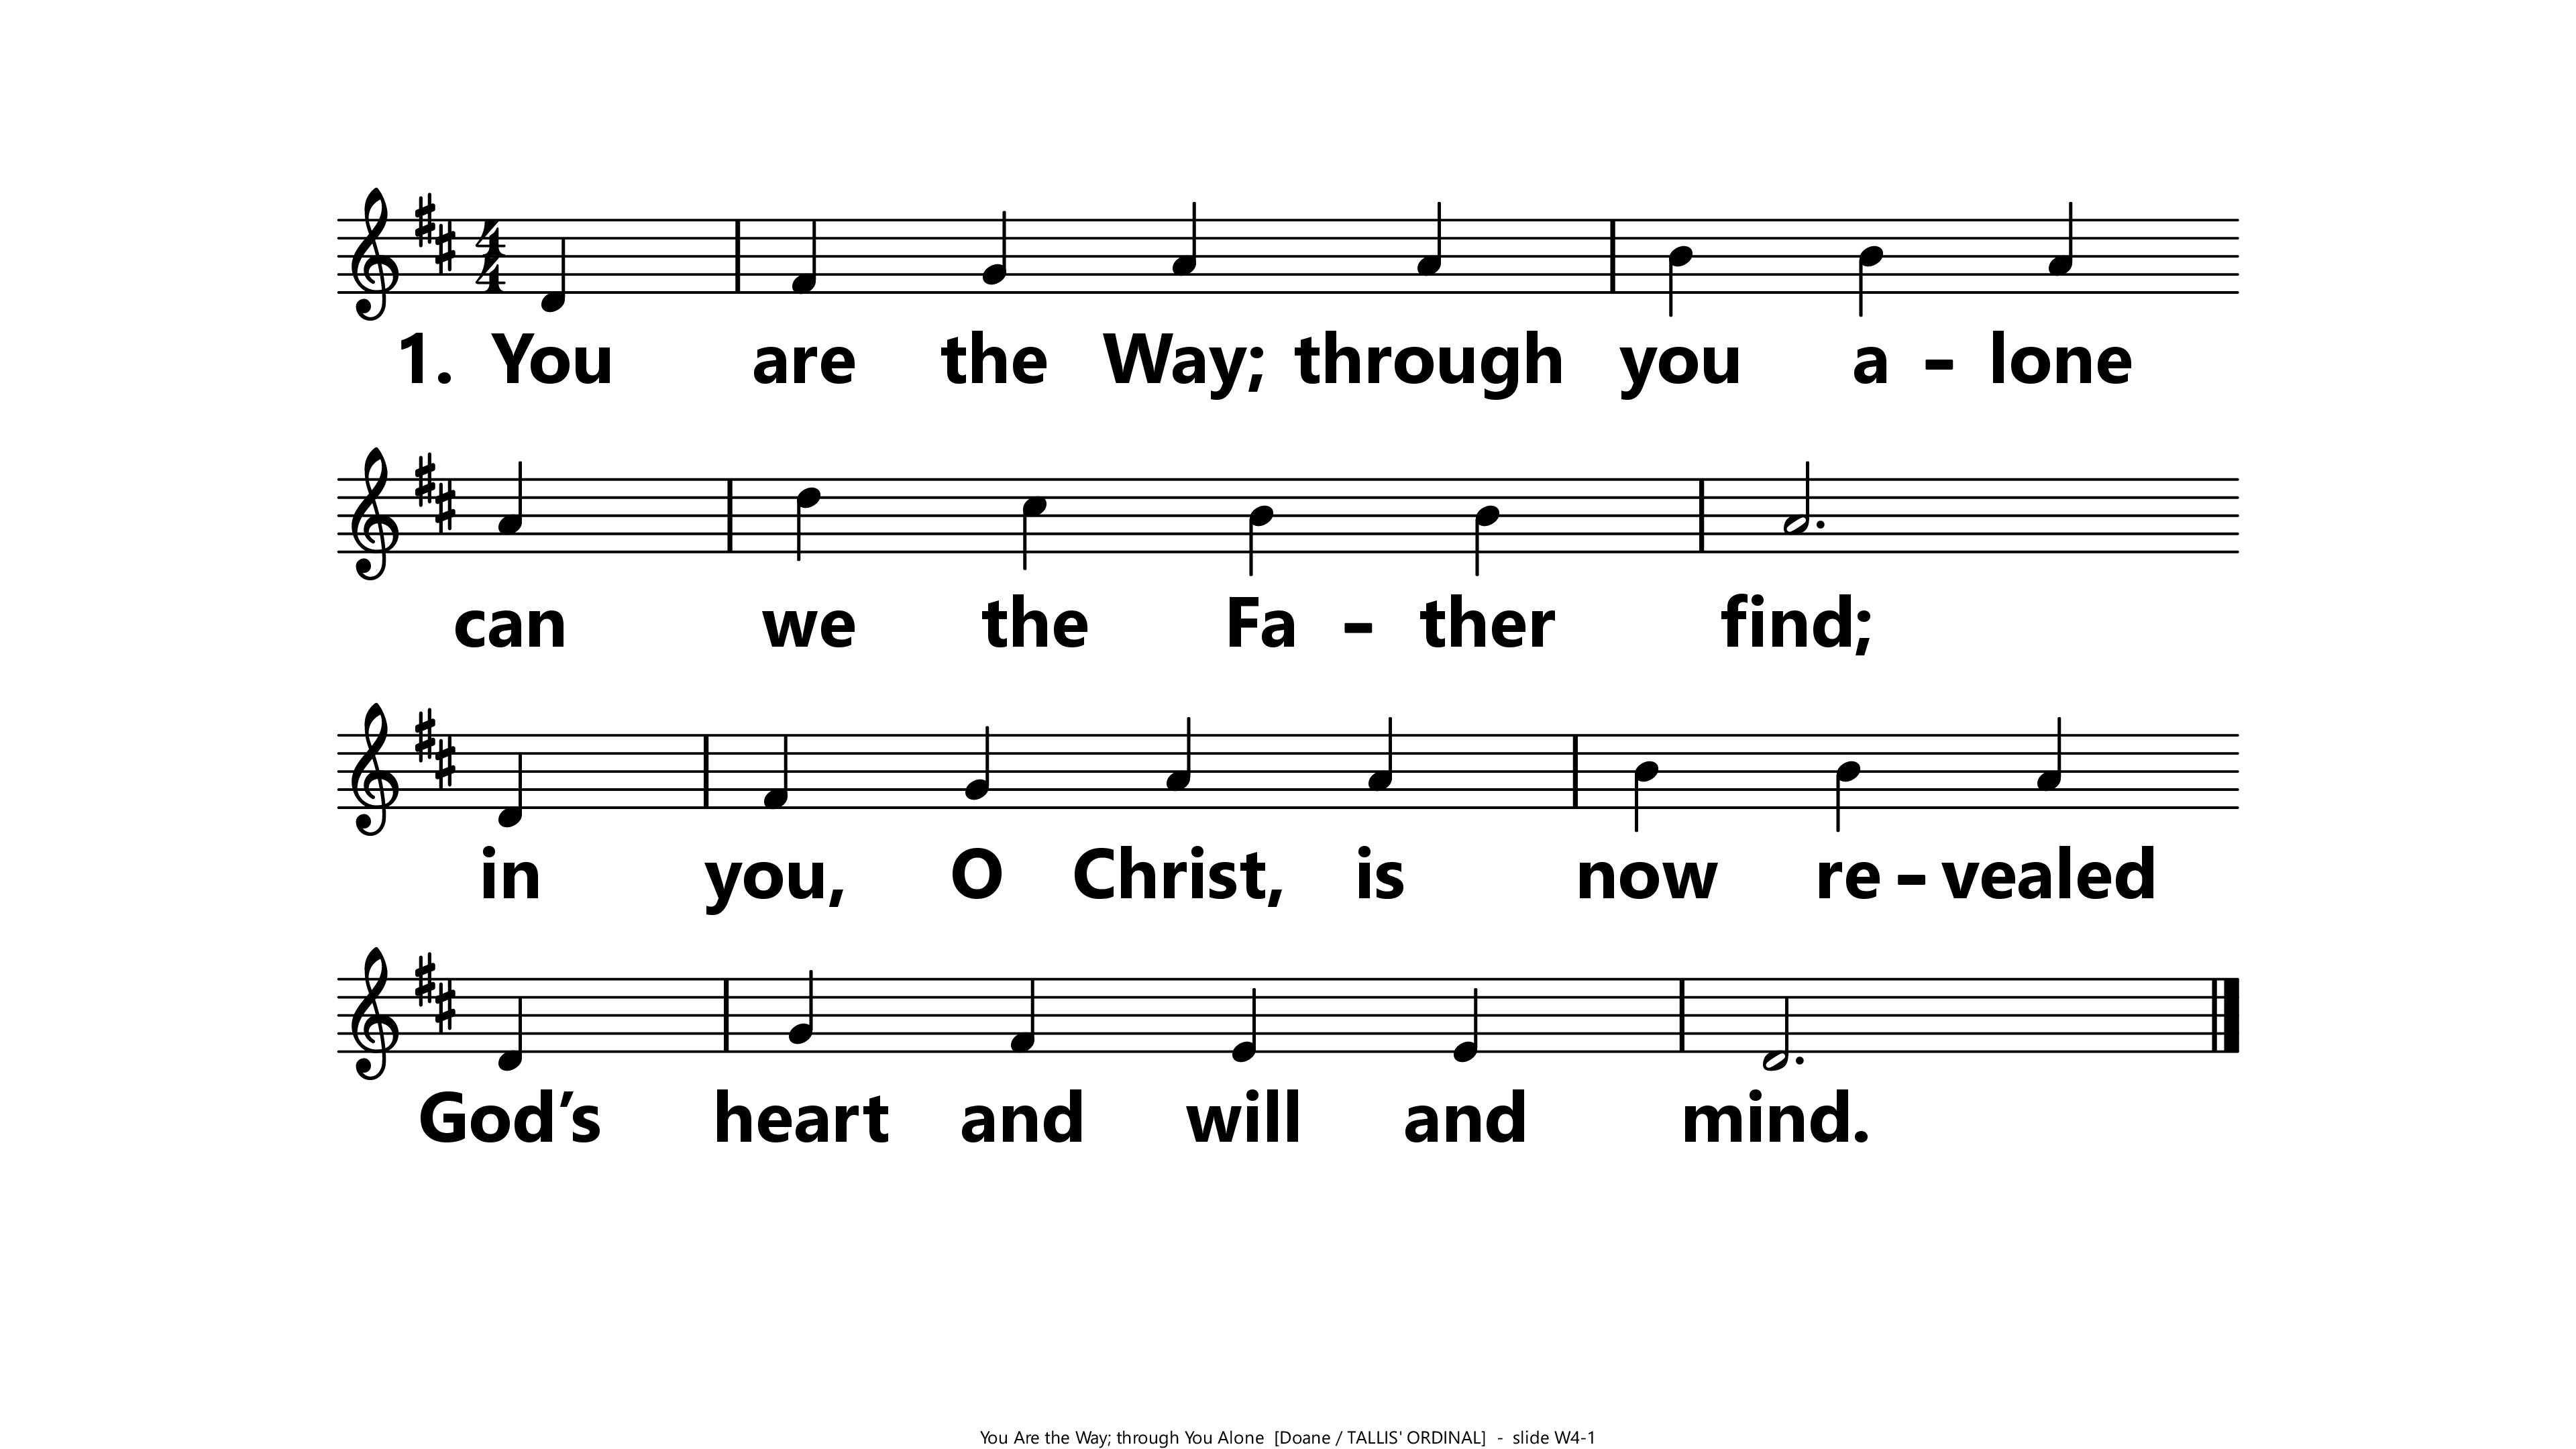 1. You are the Way; through you a - lone
can we the Fa - ther find;
in you, O Christ, is now re - vealed
God’s heart and will and mind.
You Are the Way; through You Alone [Doane / TALLIS' ORDINAL] - slide W4-1